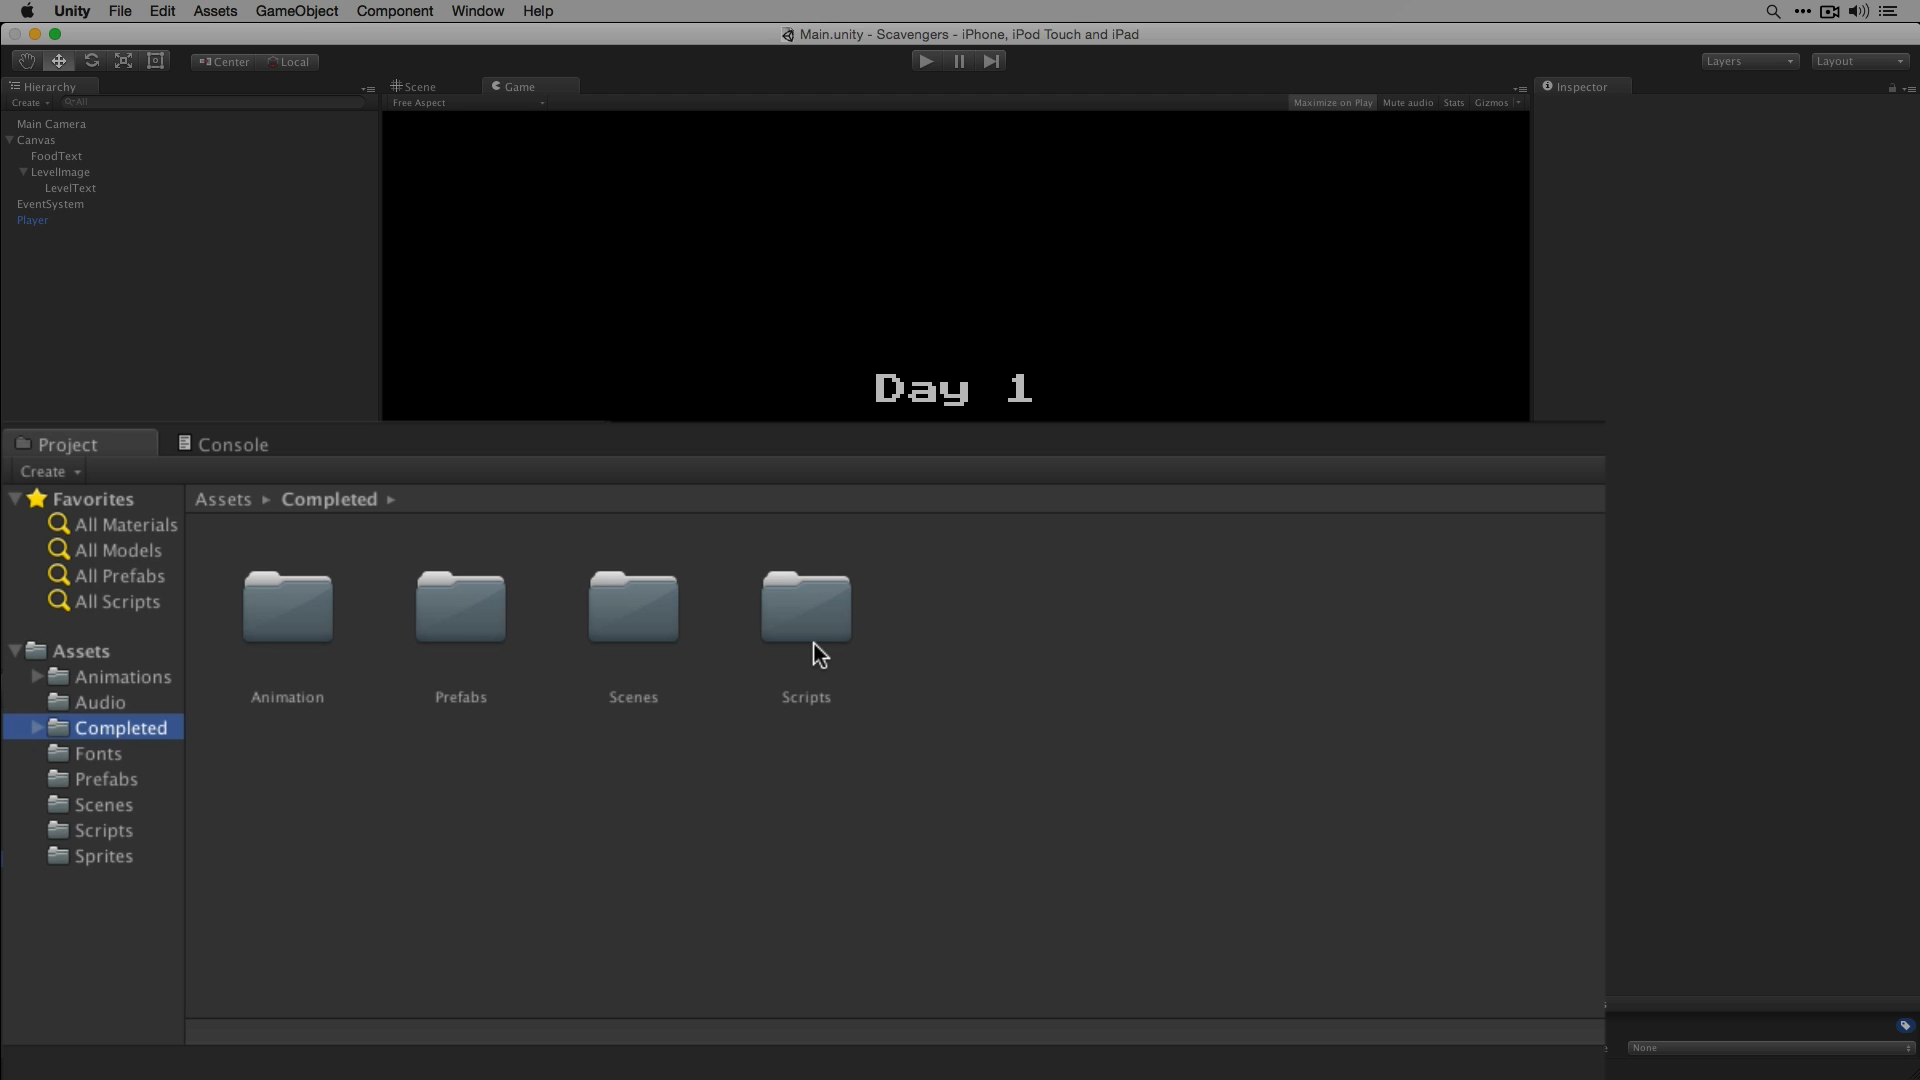 Unity File Edit Assets GameObject Component Window Help
Main.unity - Scavengers - iPhone, iPod Touch and iPad
Center Local
Layers Layout
Hierarchy
Scene Game
Inspector
Create All
Free Aspect
Maximize on Play Mute audio Stats Gizmos
Main Camera
Canvas
FoodText
LevelImage
LevelText
EventSystem
Player
Day 1
Project Console
Create
Favorites
All Materials
All Models
All Prefabs
All Scripts
Assets
Animations
Audio
Completed
Fonts
Prefabs
Scenes
Scripts
Sprites
Assets Completed
Animation Prefabs Scenes Scripts
None